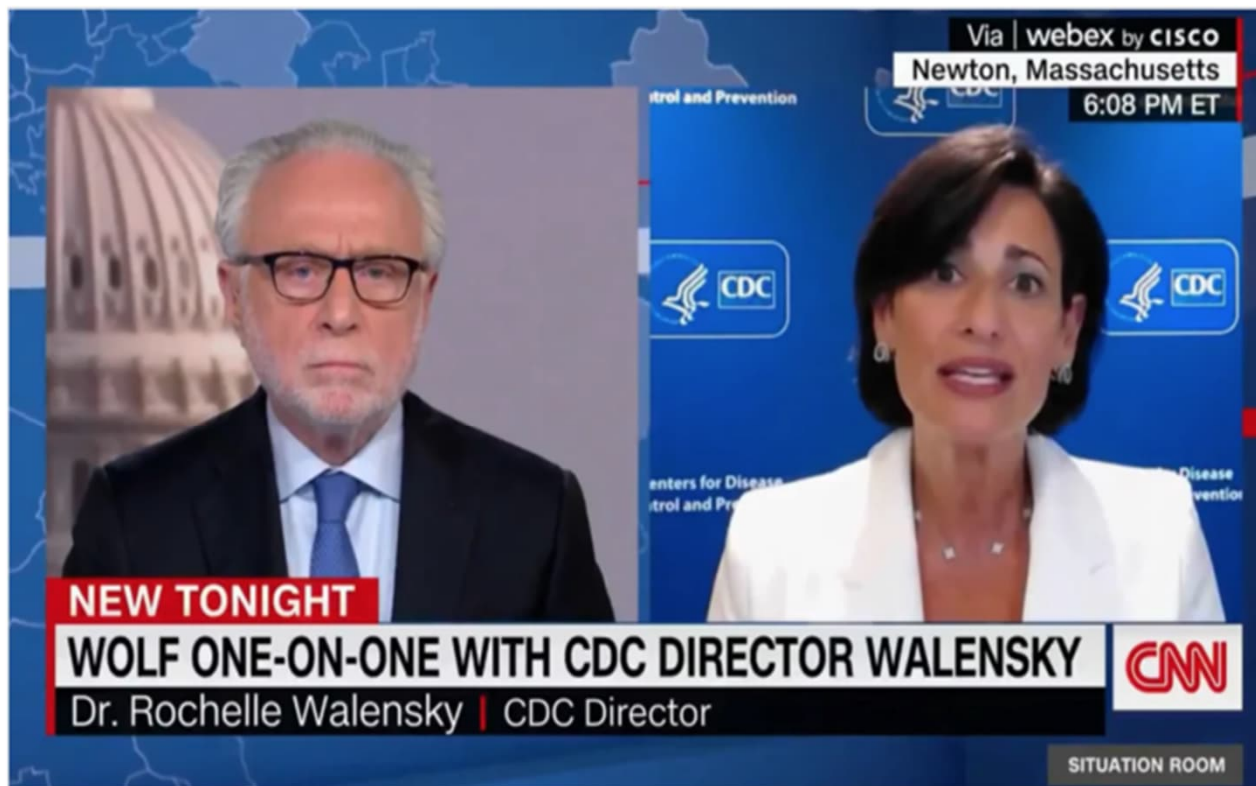 Via | webex by CISCO
Newton, Massachusetts
6:08 PM ET
trol and Prevention
CDC
CDC
CDC
enters for Disease
trol and Pre
Disease
vention
NEW TONIGHT
WOLF ONE-ON-ONE WITH CDC DIRECTOR WALENSKY
Dr. Rochelle Walensky | CDC Director
CNN
SITUATION ROOM